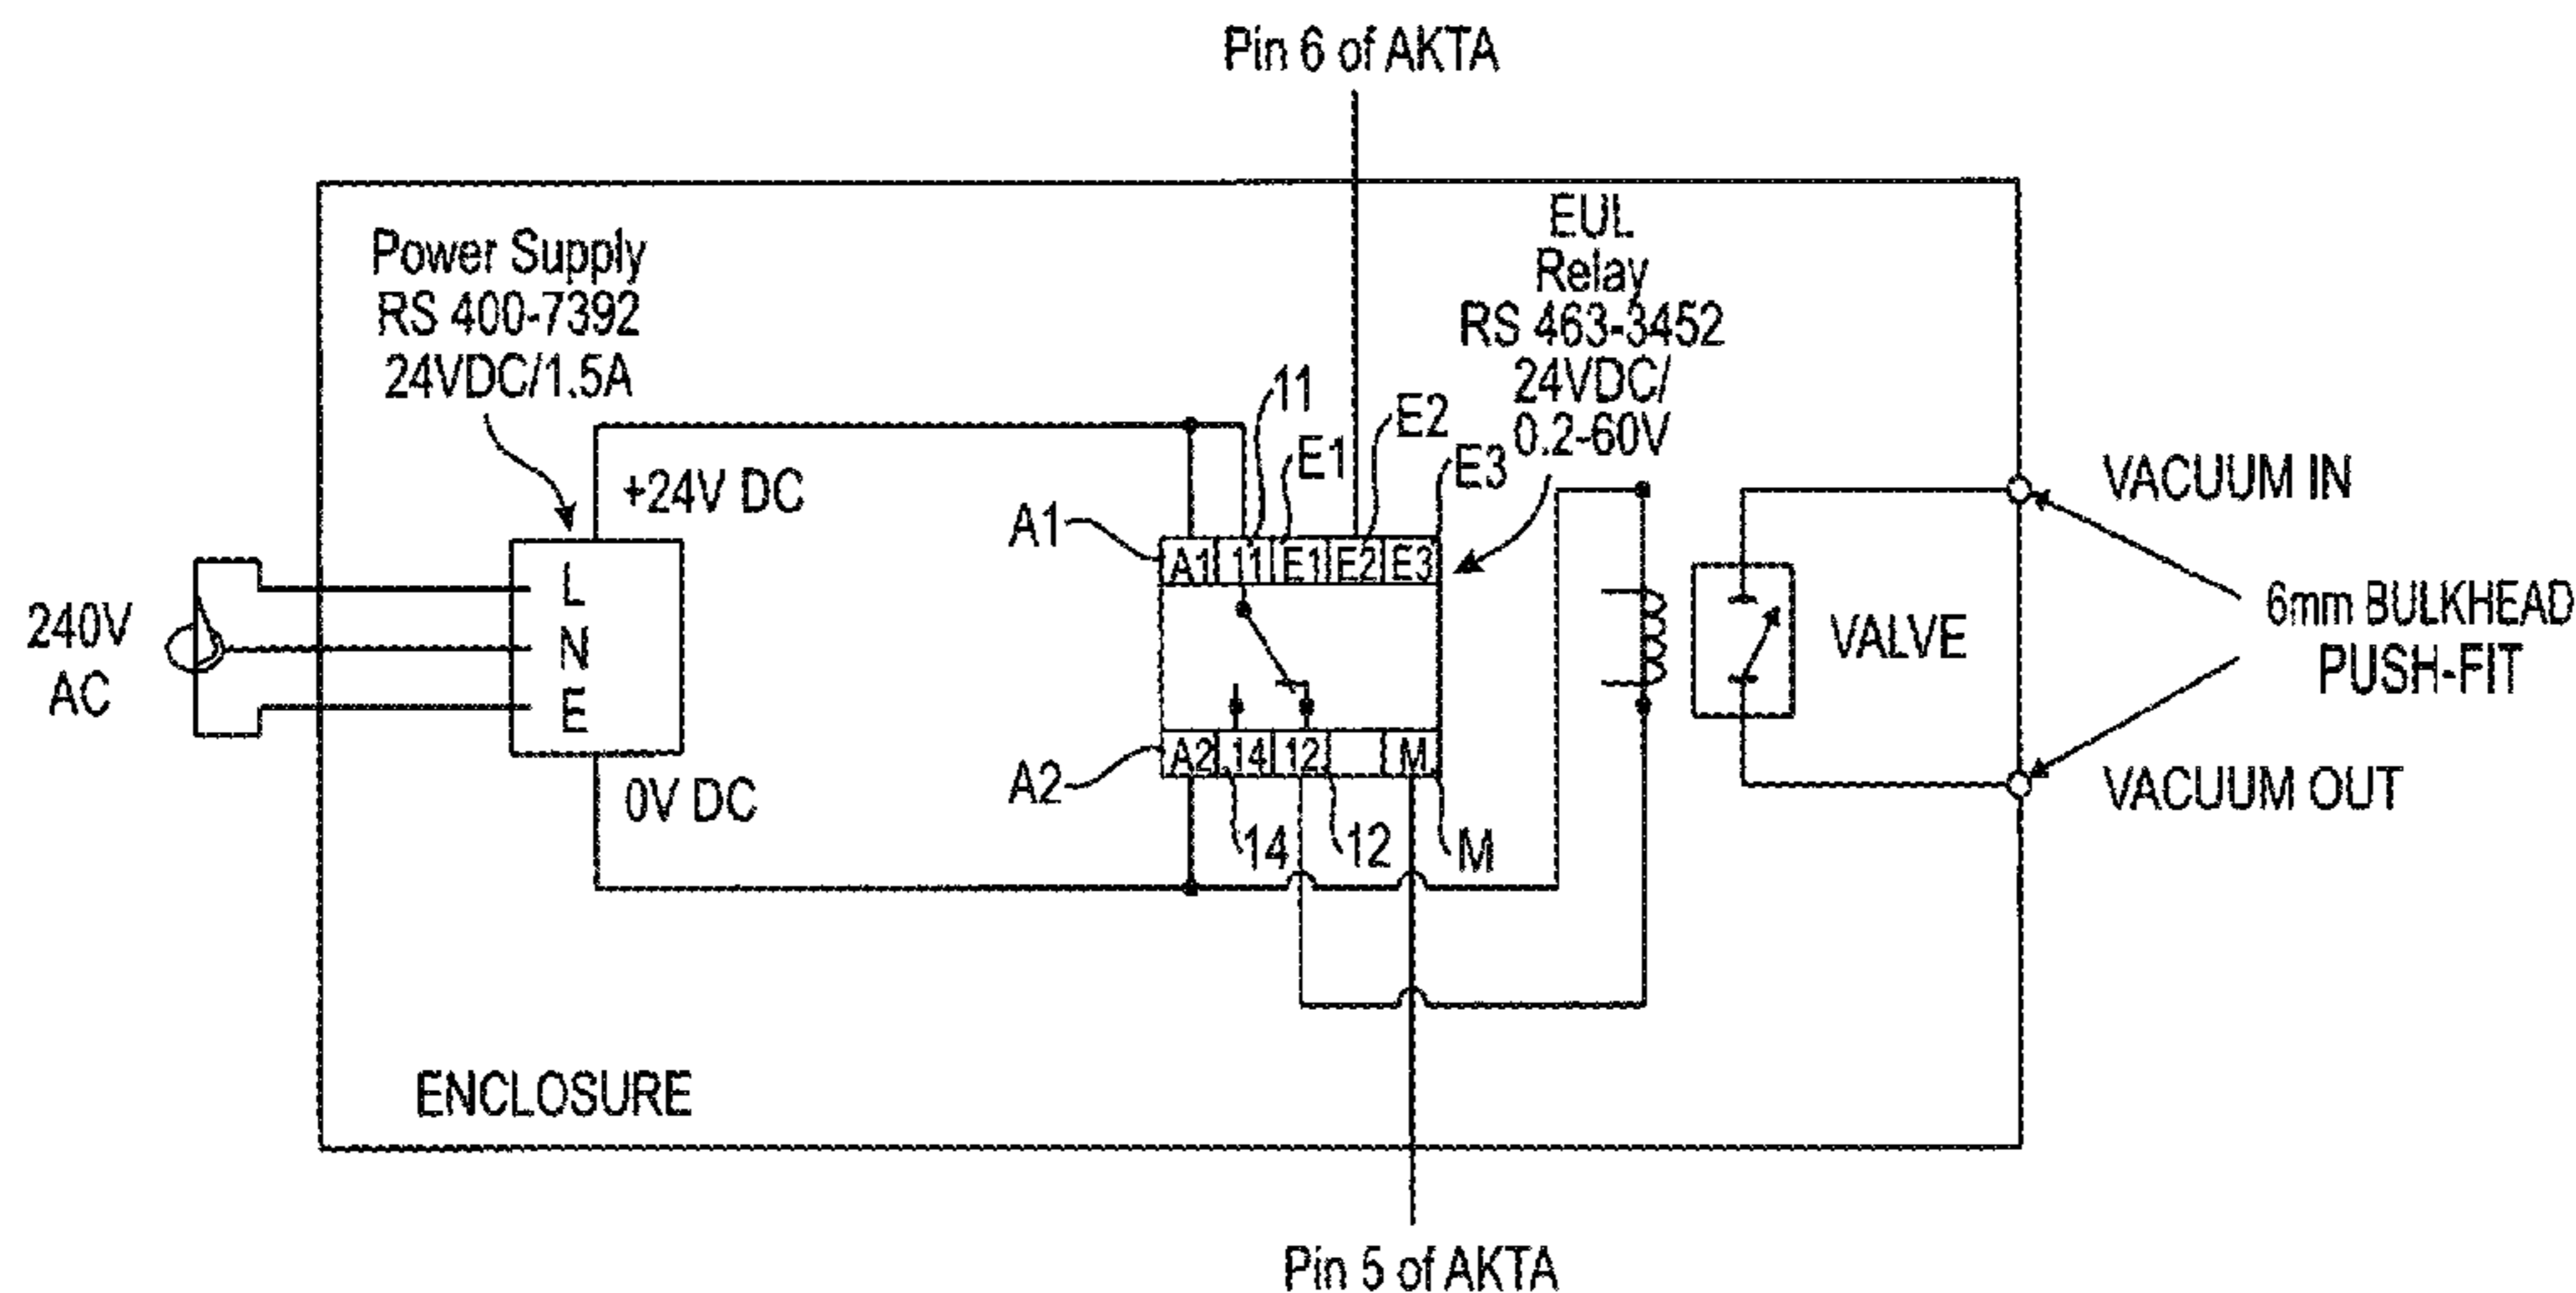 Pin 6 of AKTA
EUL
Relay
RS 463-3452
24VDC/
0.2-60V
Power Supply
RS 400-7392
24VDC/1.5A
11
E1
E2
E3
+24V DC
A1
A1 11 E1 E2 E3
VACUUM IN
240V
AC
L
N
E
VALVE
6mm BULKHEAD
PUSH-FIT
A2 14 12 M
A2
0V DC
14
12
M
VACUUM OUT
ENCLOSURE
Pin 5 of AKTA